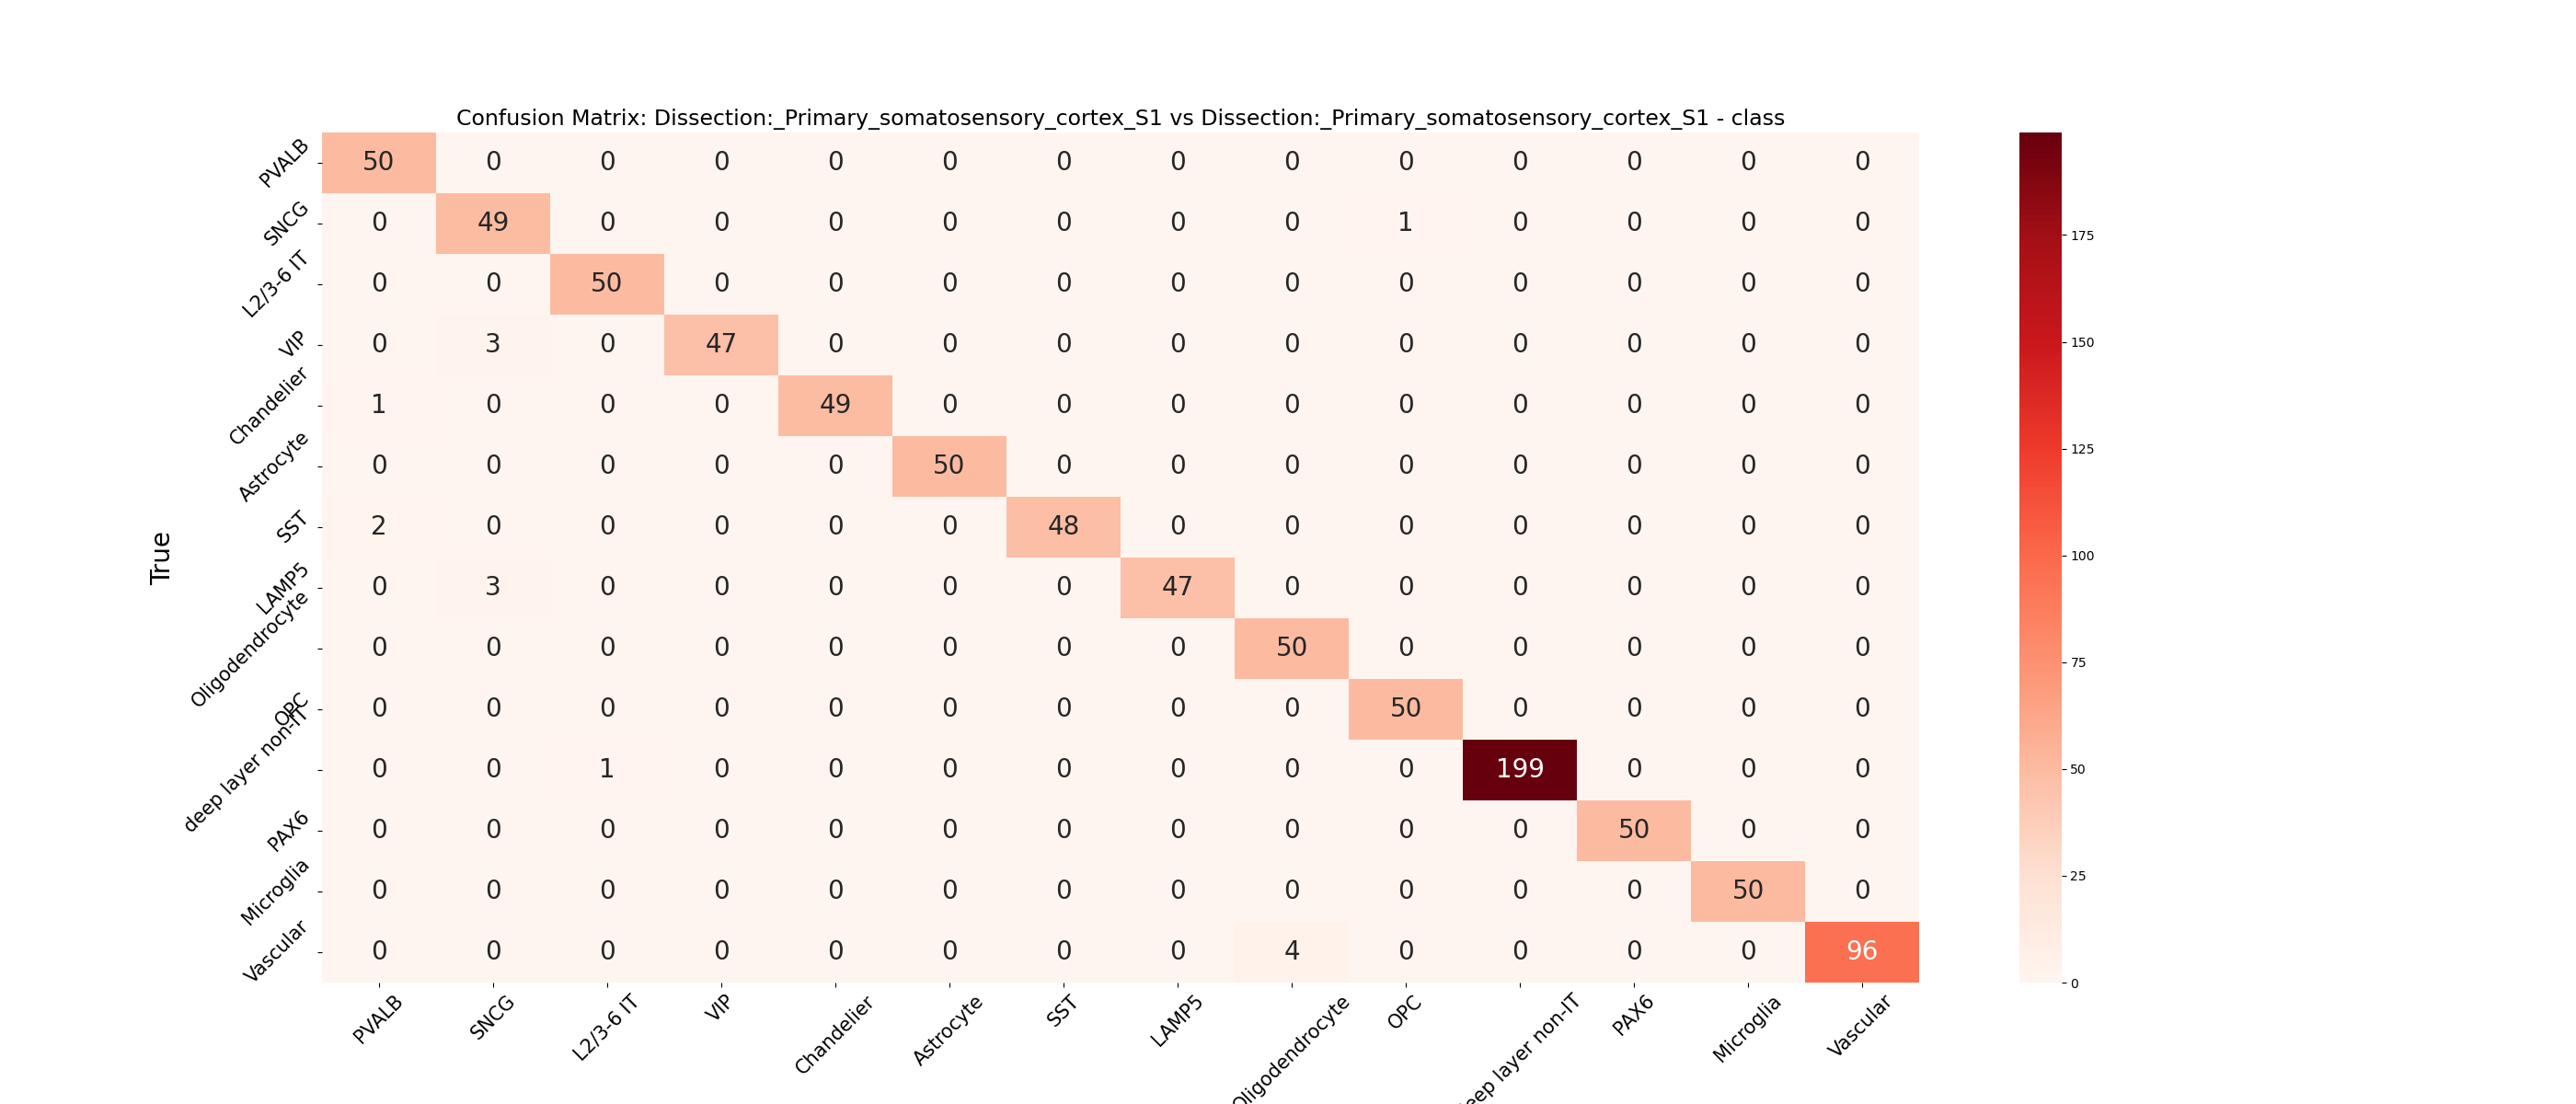 Confusion Matrix: Dissection:_Primary_somatosensory_cortex_S1 vs Dissection:_Primary_somatosensory_cortex_S1 - class
True
PVALB 50 0 0 0 0 0 0 0 0 0 0 0 0 0
SNCG 0 49 0 0 0 0 0 0 0 1 0 0 0 0
L2/3-6 IT 0 0 50 0 0 0 0 0 0 0 0 0 0 0
VIP 0 3 0 47 0 0 0 0 0 0 0 0 0 0
Chandelier 1 0 0 0 49 0 0 0 0 0 0 0 0 0
Astrocyte 0 0 0 0 0 50 0 0 0 0 0 0 0 0
SST 2 0 0 0 0 0 48 0 0 0 0 0 0 0
LAMP5 0 3 0 0 0 0 0 47 0 0 0 0 0 0
Oligodendrocyte 0 0 0 0 0 0 0 0 50 0 0 0 0 0
OPC 0 0 0 0 0 0 0 0 0 50 0 0 0 0
deep layer non-IT 0 0 1 0 0 0 0 0 0 0 199 0 0 0
PAX6 0 0 0 0 0 0 0 0 0 0 0 50 0 0
Microglia 0 0 0 0 0 0 0 0 0 0 0 0 50 0
Vascular 0 0 0 0 0 0 0 0 4 0 0 0 0 96
PVALB SNCG L2/3-6 IT VIP Chandelier Astrocyte SST LAMP5 Oligodendrocyte OPC deep layer non-IT PAX6 Microglia Vascular
175
150
125
100
75
50
25
0